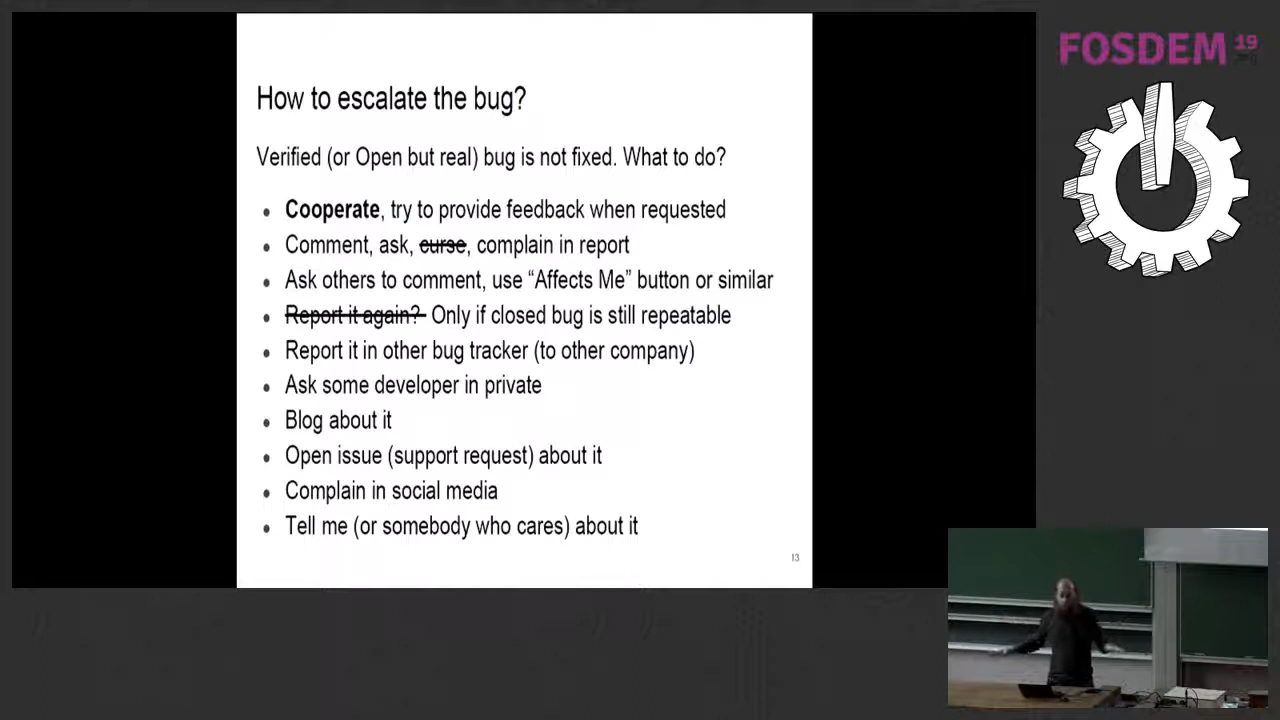 How to escalate the bug?
Verified (or Open but real) bug is not fixed. What to do?
Cooperate, try to provide feedback when requested
Comment, ask, curse, complain in report
Ask others to comment, use “Affects Me” button or similar
Report it again? Only if closed bug is still repeatable
Report it in other bug tracker (to other company)
Ask some developer in private
Blog about it
Open issue (support request) about it
Complain in social media
Tell me (or somebody who cares) about it
13
FOSDEM 19